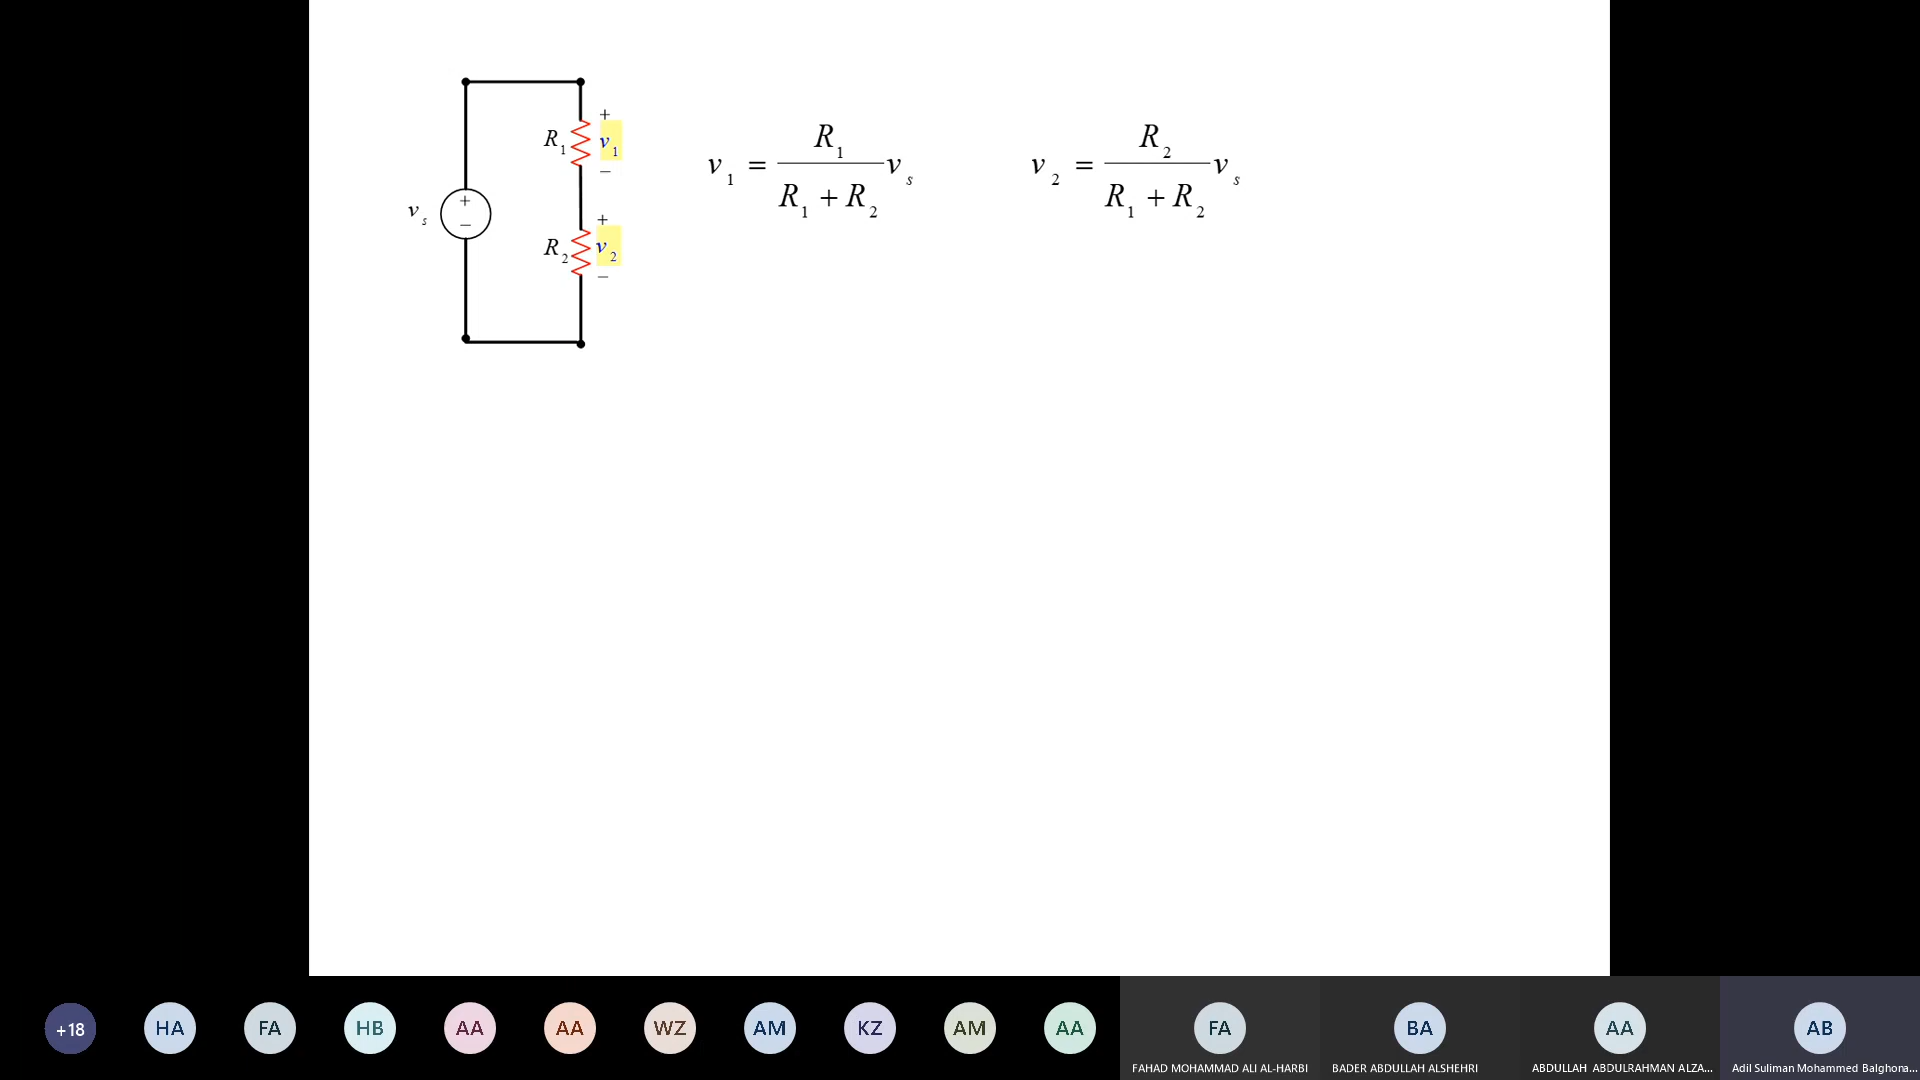 +
R1 v1
−
vs + −
+
R2 v2
−
v1 = R1 / (R1 + R2) vs
v2 = R2 / (R1 + R2) vs
+18 HA FA HB AA AA WZ AM KZ AM AA FA BA AA AB
FAHAD MOHAMMAD ALI AL-HARBI
BADER ABDULLAH ALSHEHRI
ABDULLAH ABDULRAHMAN ALZA...
Adil Suliman Mohammed Balghona...